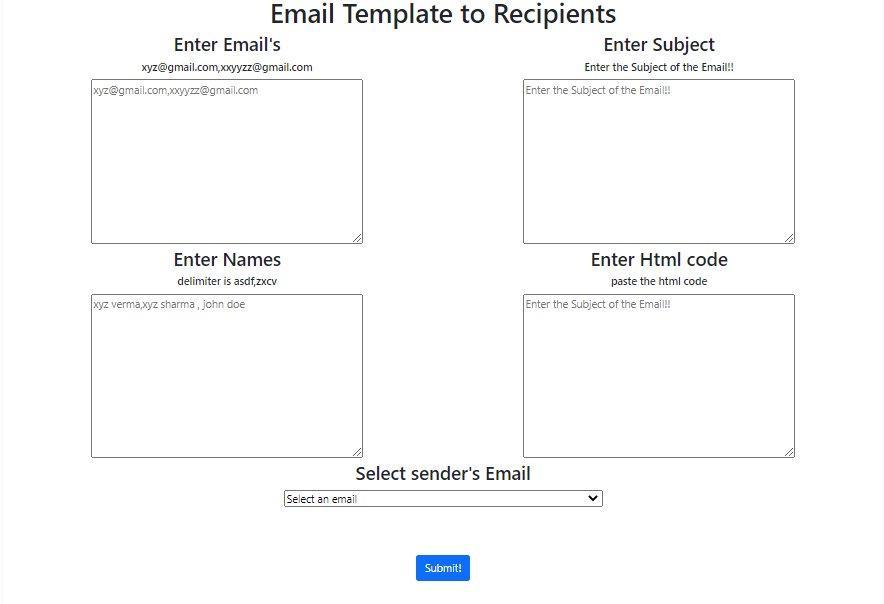 Email Template to Recipients
Enter Email's
xyz@gmail.com,xxyyzz@gmail.com
xyz@gmail.com,xxyyzz@gmail.com
Enter Subject
Enter the Subject of the Email!!
Enter the Subject of the Email!!
Enter Names
delimiter is asdf,zxcv
xyz verma,xyz sharma , john doe
Enter Html code
paste the html code
Enter the Subject of the Email!!
Select sender's Email
Select an email
Submit!